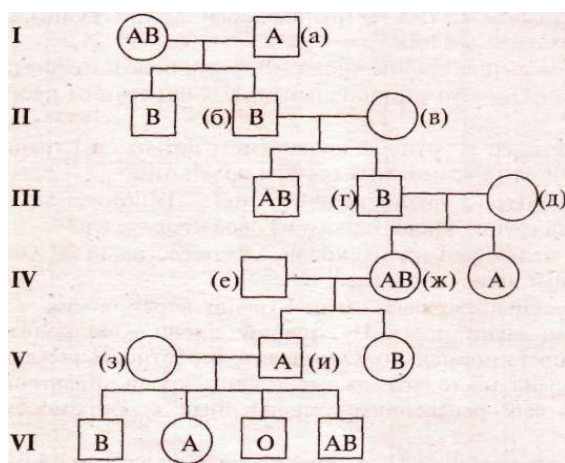 I AB A (а)
II B (б) B (в)
III AB (г) B (д)
IV (е) AB (ж) A
V (з) A (и) B
VI B A O AB